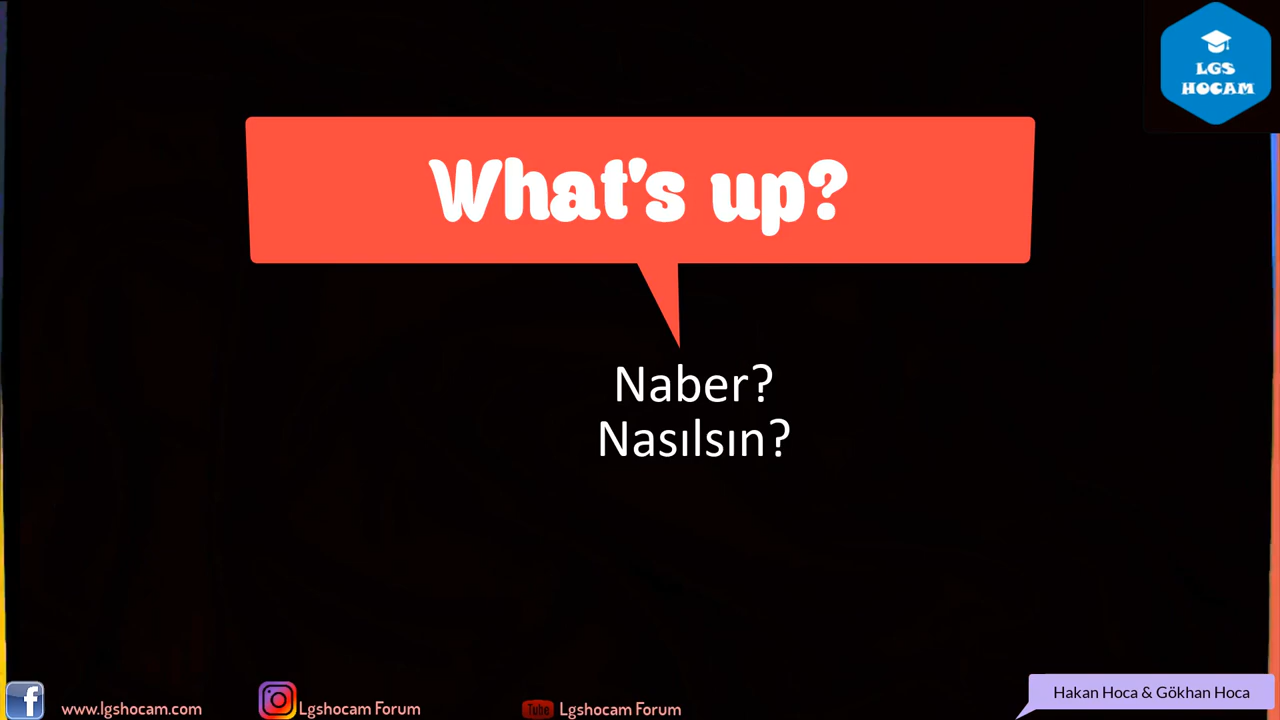 LGS
HOCAM
What's up?
Naber?
Nasılsın?
Hakan Hoca & Gökhan Hoca
f www.lgshocam.com
Lgshocam Forum
Tube Lgshocam Forum